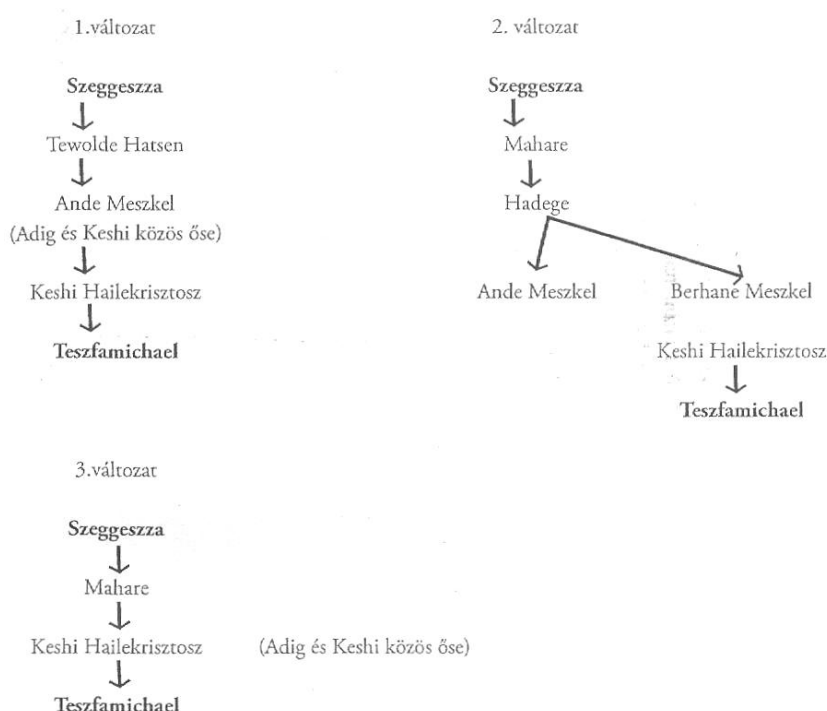 1.változat
Szeggeszza
Tewolde Hatsen
Ande Meszkel
(Adig és Keshi közös őse)
Keshi Hailekrisztosz
Teszfamichael
2. változat
Szeggeszza
Mahare
Hadege
Ande Meszkel
Berhane Meszkel
Keshi Hailekrisztosz
Teszfamichael
3.változat
Szeggeszza
Mahare
Keshi Hailekrisztosz (Adig és Keshi közös őse)
Teszfamichael